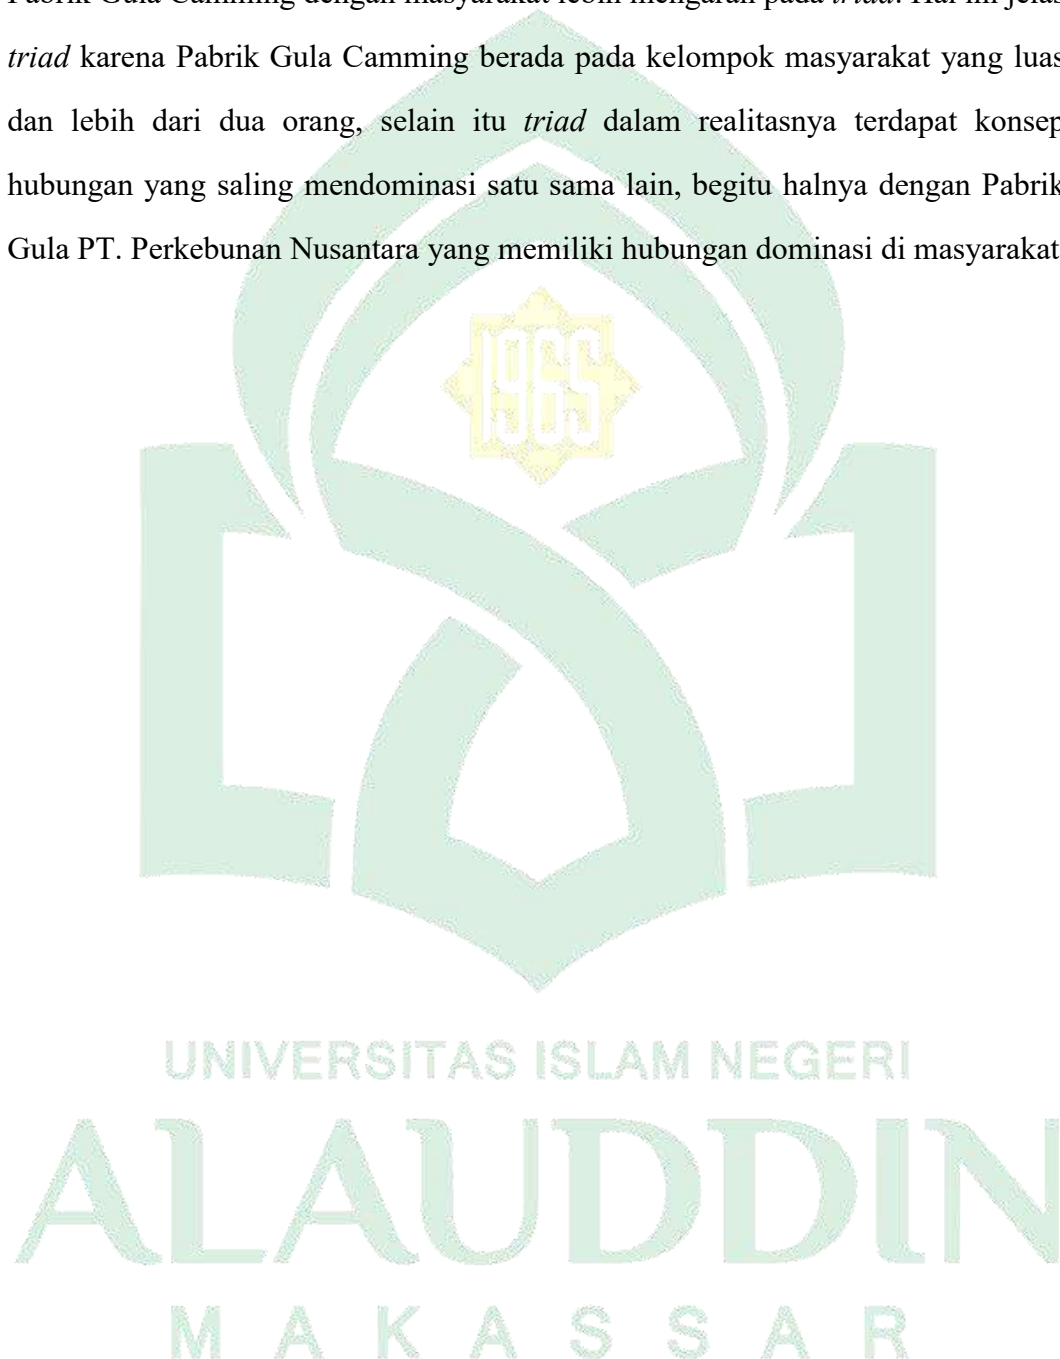 Pabrik Gula Camming dengan masyarakat lebih mengarah pada triad. Hal ini jelas
triad karena Pabrik Gula Camming berada pada kelompok masyarakat yang luas
dan lebih dari dua orang, selain itu triad dalam realitasnya terdapat konsep
hubungan yang saling mendominasi satu sama lain, begitu halnya dengan Pabrik
Gula PT. Perkebunan Nusantara yang memiliki hubungan dominasi di masyarakat
1965
UNIVERSITAS ISLAM NEGERI
ALAUDDIN
MAKASSAR